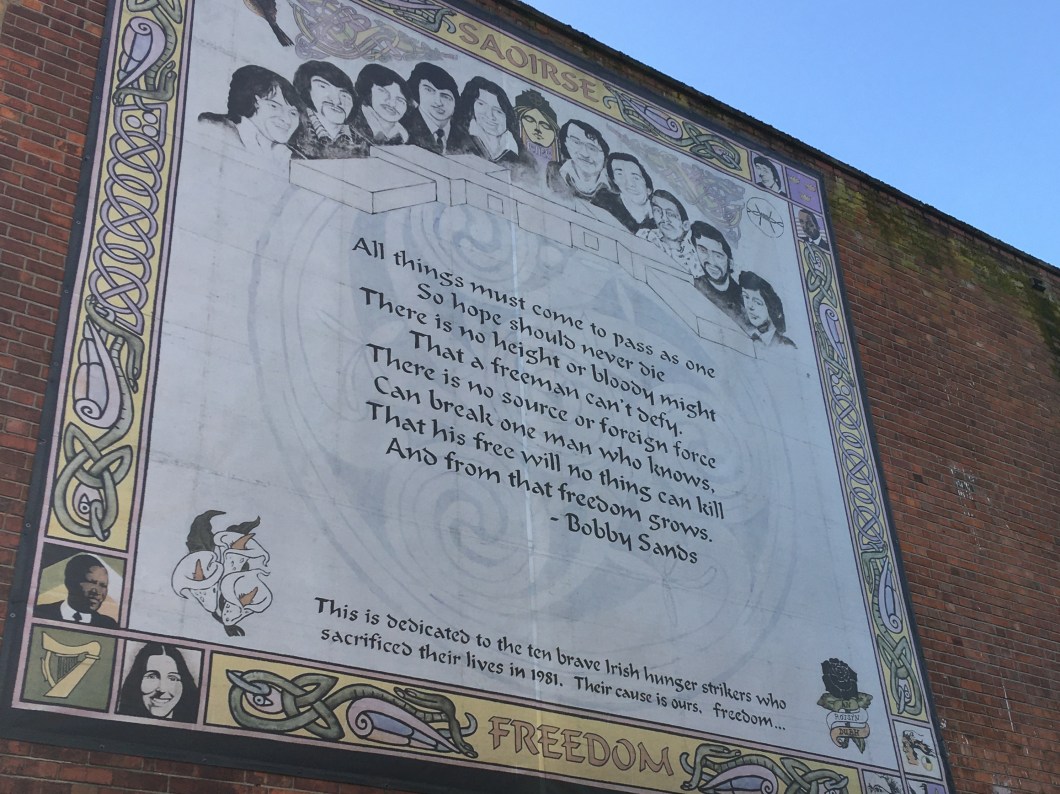 SAOIRSE
All things must come to pass as one
So hope should never die
There is no height or bloody might
That a freeman can't defy.
There is no source or foreign force
Can break one man who knows,
That his free will no thing can kill
And from that freedom grows.
- Bobby Sands
This is dedicated to the ten brave Irish hunger strikers who
sacrificed their lives in 1981. Their cause is ours, freedom...
ROISIN
DUBH
FREEDOM